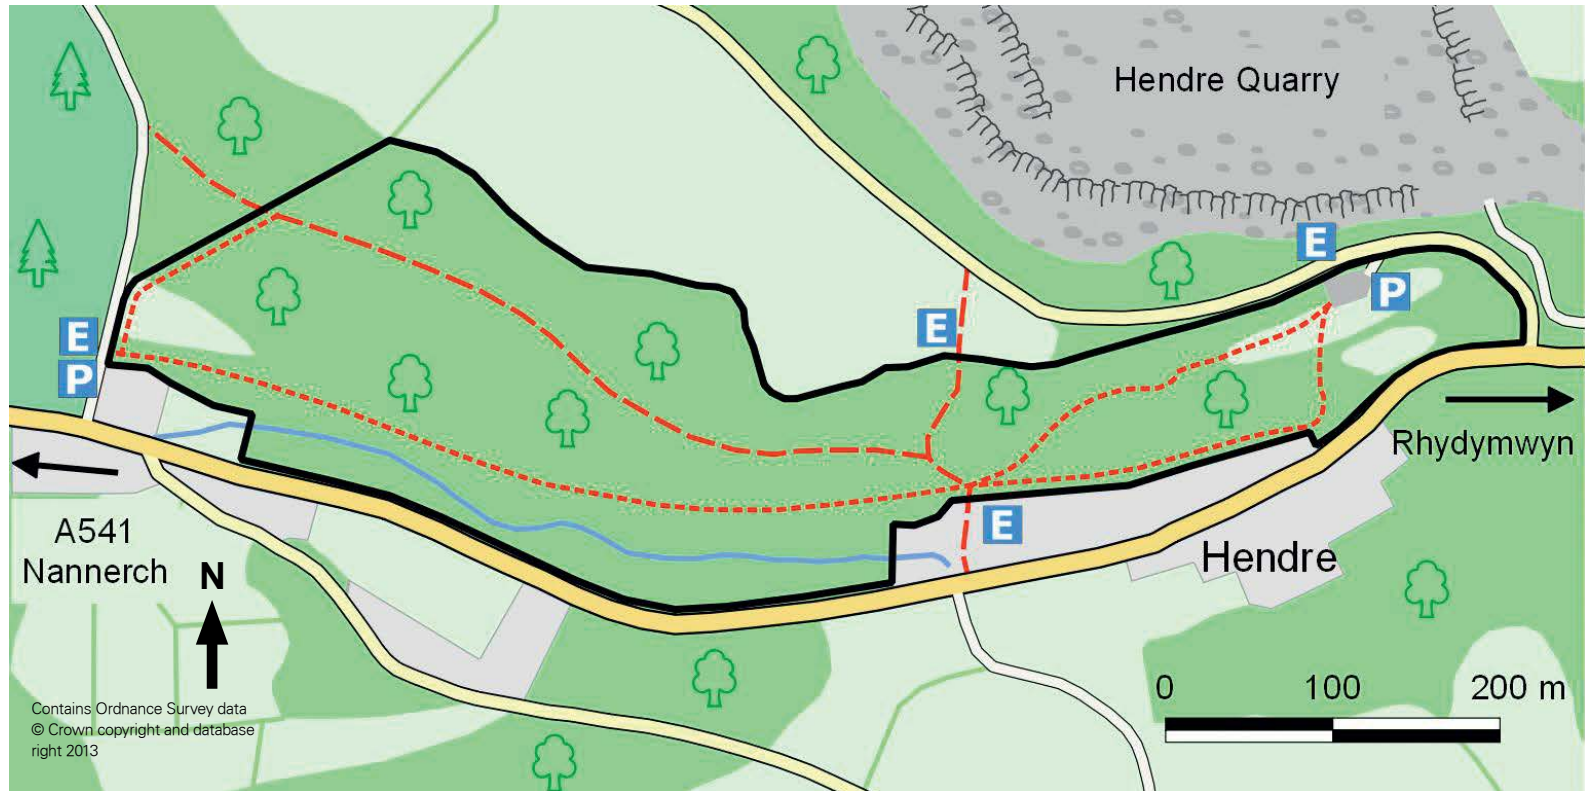 Hendre Quarry
E
P
E
E
P
Rhydymwyn
E
Hendre
A541
Nannerch
N
0 100 200 m
Contains Ordnance Survey data
© Crown copyright and database
right 2013